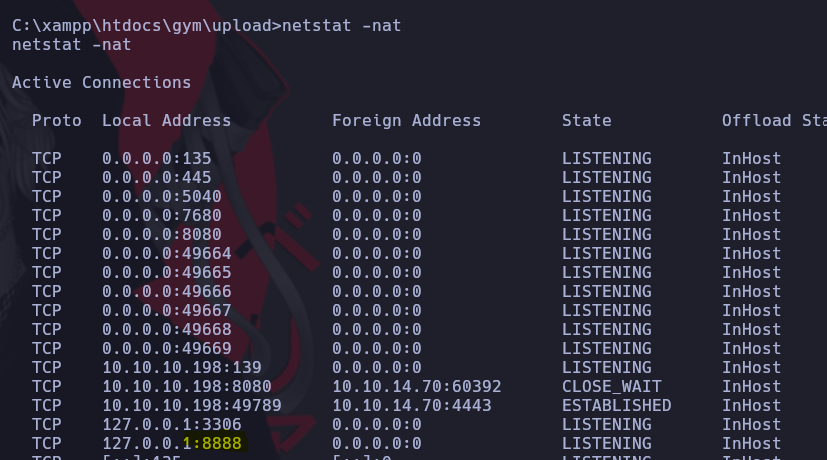 C:\xampp\htdocs\gym\upload>netstat -nat
netstat -nat
Active Connections
Proto Local Address Foreign Address State Offload
TCP 0.0.0.0:135 0.0.0.0:0 LISTENING InHost
TCP 0.0.0.0:445 0.0.0.0:0 LISTENING InHost
TCP 0.0.0.0:5040 0.0.0.0:0 LISTENING InHost
TCP 0.0.0.0:7680 0.0.0.0:0 LISTENING InHost
TCP 0.0.0.0:8080 0.0.0.0:0 LISTENING InHost
TCP 0.0.0.0:49664 0.0.0.0:0 LISTENING InHost
TCP 0.0.0.0:49665 0.0.0.0:0 LISTENING InHost
TCP 0.0.0.0:49666 0.0.0.0:0 LISTENING InHost
TCP 0.0.0.0:49667 0.0.0.0:0 LISTENING InHost
TCP 0.0.0.0:49668 0.0.0.0:0 LISTENING InHost
TCP 0.0.0.0:49669 0.0.0.0:0 LISTENING InHost
TCP 10.10.10.198:139 0.0.0.0:0 LISTENING InHost
TCP 10.10.10.198:8080 10.10.14.70:60392 CLOSE_WAIT InHost
TCP 10.10.10.198:49789 10.10.14.70:4443 ESTABLISHED InHost
TCP 127.0.0.1:3306 0.0.0.0:0 LISTENING InHost
TCP 127.0.0.1:8888 0.0.0.0:0 LISTENING InHost